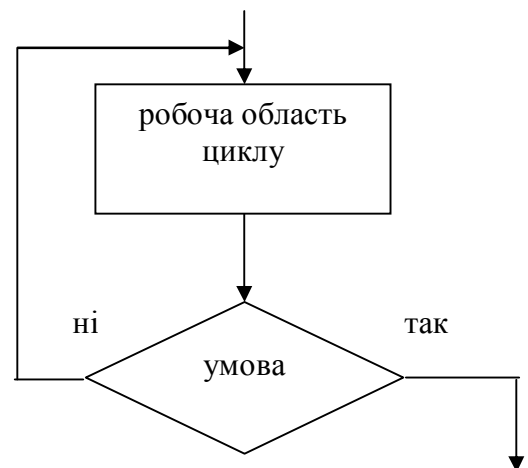 робоча область
циклу
ні
так
умова